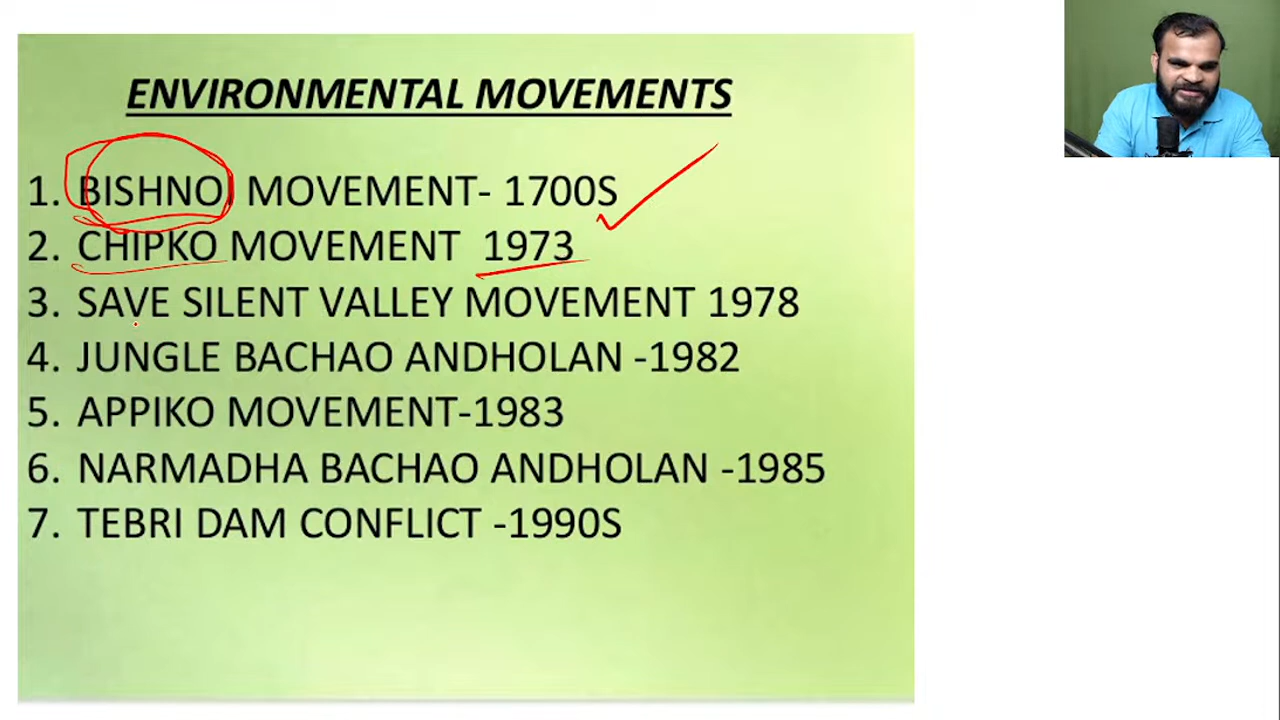 ENVIRONMENTAL MOVEMENTS
1. BISHNOI MOVEMENT- 1700S
2. CHIPKO MOVEMENT 1973
3. SAVE SILENT VALLEY MOVEMENT 1978
4. JUNGLE BACHAO ANDHOLAN -1982
5. APPIKO MOVEMENT-1983
6. NARMADHA BACHAO ANDHOLAN -1985
7. TEBRI DAM CONFLICT -1990S